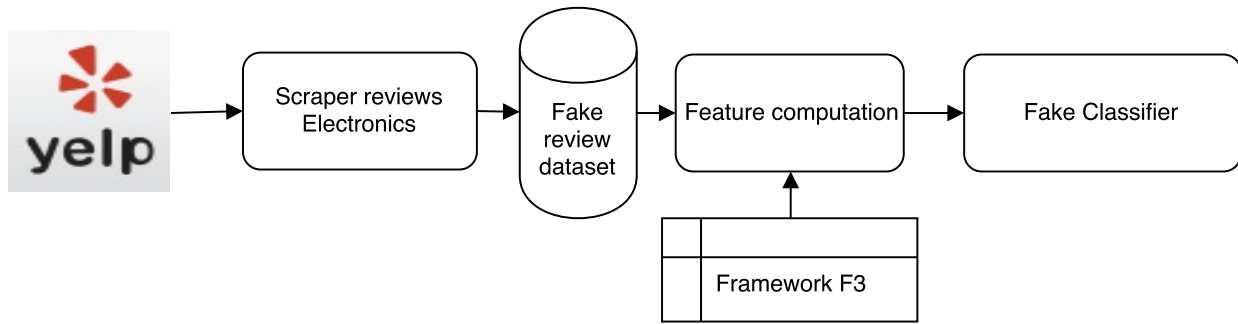 yelp
Scraper reviews
Electronics
Fake
review
dataset
Feature computation
Fake Classifier
Framework F3